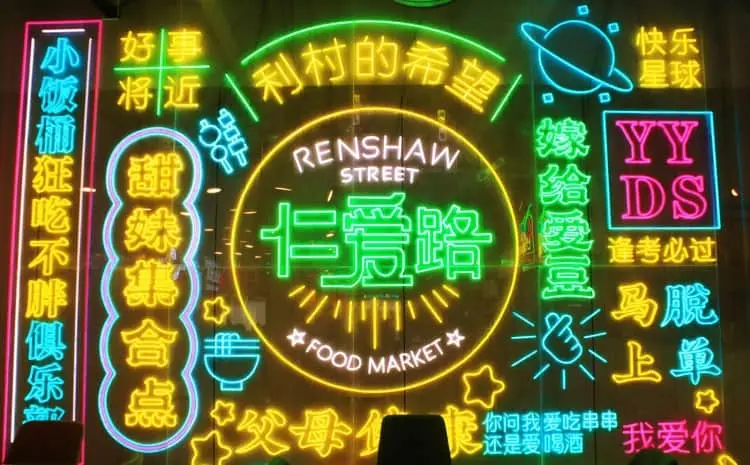 小饭桶狂吃不胖俱乐部
好事
将近
甜妹集合点
利村的希望
RENSHAW
STREET
仁爱路
FOOD MARKET
父母健康
嫁给爱豆
快乐
星球
YY
DS
逢考必过
马上
脱单
你问我爱吃串串
还是爱喝酒
我爱你